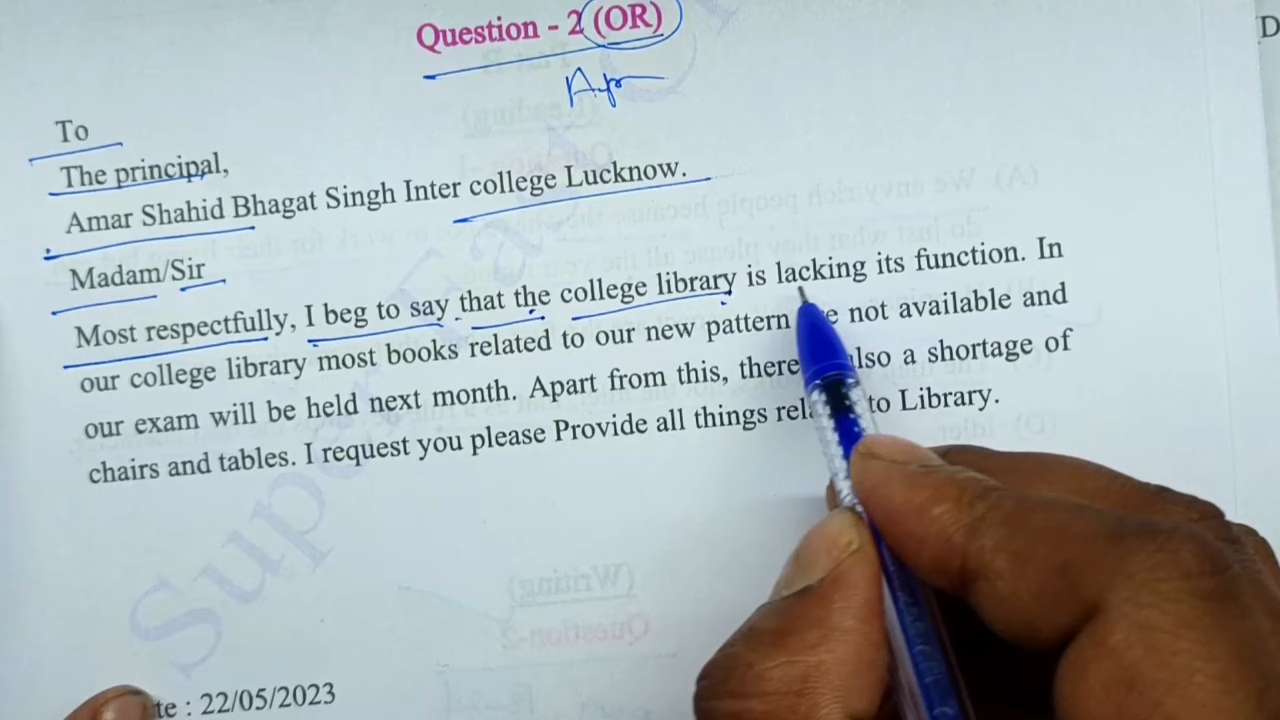 Question - 2 (OR)
To
The principal,
Amar Shahid Bhagat Singh Inter college Lucknow.
Madam/Sir
Most respectfully, I beg to say that the college library is lacking its function. In
our college library most books related to our new pattern not available and
our exam will be held next month. Apart from this, there also a shortage of
chairs and tables. I request you please Provide all things to Library.
: 22/05/2023